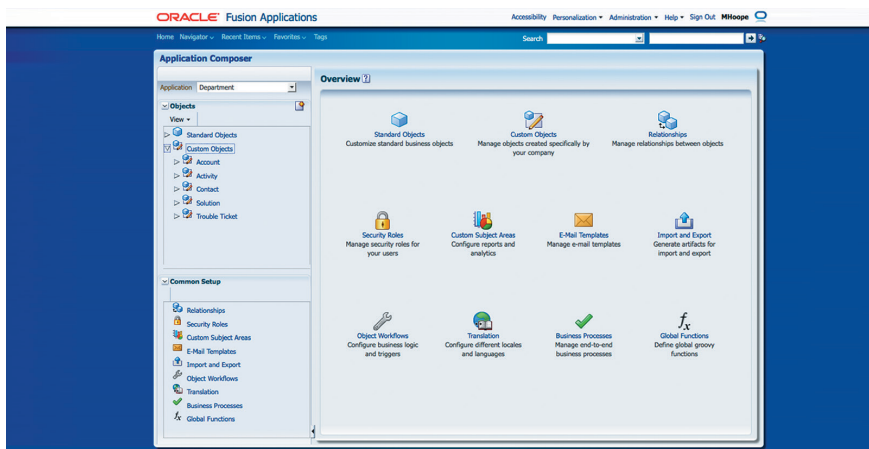 ORACLE Fusion Applications
Accessibility Personalization Administration Help Sign Out MHoope
Home Navigator Recent Items Favorites Tags
Search
Application Composer
Application Department
Objects
View
Standard Objects
Custom Objects
Account
Activity
Contact
Solution
Trouble Ticket
Common Setup
Relationships
Security Roles
Custom Subject Areas
E-Mail Templates
Import and Export
Object Workflows
Translation
Business Processes
fx Global Functions
Overview ?
Standard Objects
Customize standard business objects
Custom Objects
Manage objects created specifically by
your company
Relationships
Manage relationships between objects
Security Roles
Manage security roles for
your users
Custom Subject Areas
Configure reports and
analytics
E-Mail Templates
Manage e-mail templates
Import and Export
Generate artifacts for
import and export
Object Workflows
Configure business logic
and triggers
Translation
Configure different locales
and languages
Business Processes
Manage end-to-end
business processes
fx
Global Functions
Define global groovy
functions